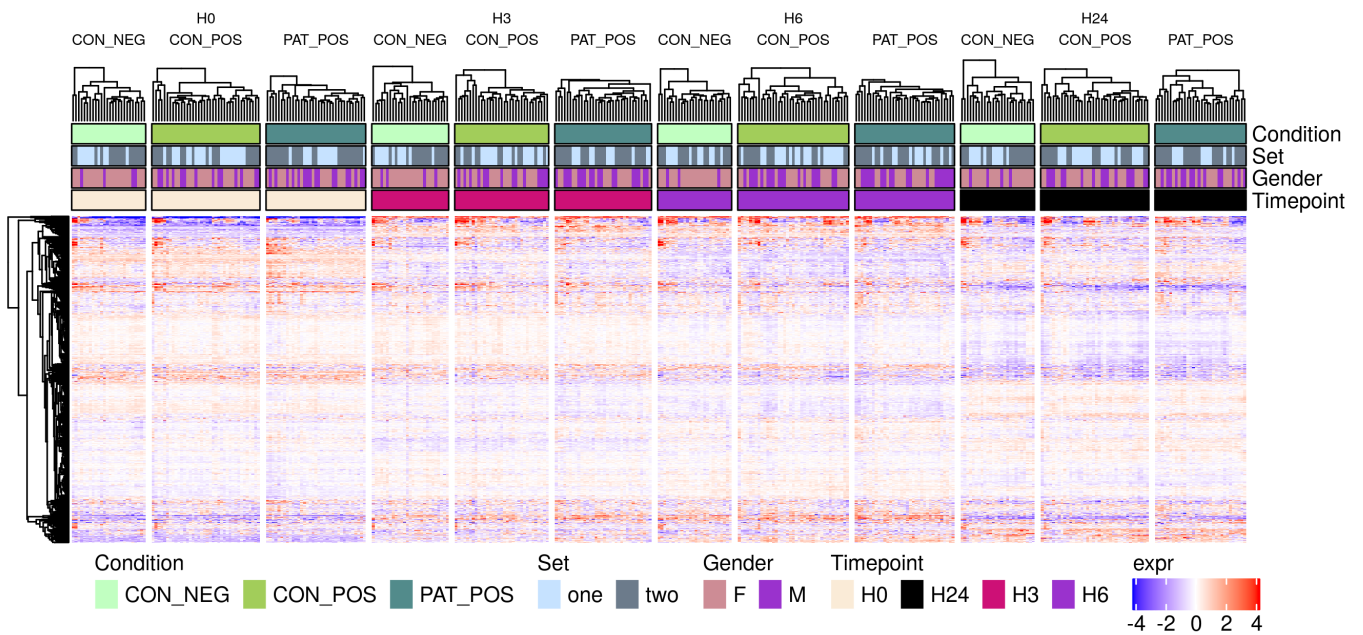 H0 H3 H6 H24
CON_NEG CON_POS PAT_POS CON_NEG CON_POS PAT_POS CON_NEG CON_POS PAT_POS CON_NEG CON_POS PAT_POS
Condition
Set
Gender
Timepoint
Condition Set Gender Timepoint expr
CON_NEG CON_POS PAT_POS one two F M H0 H24 H3 H6
-4 -2 0 2 4